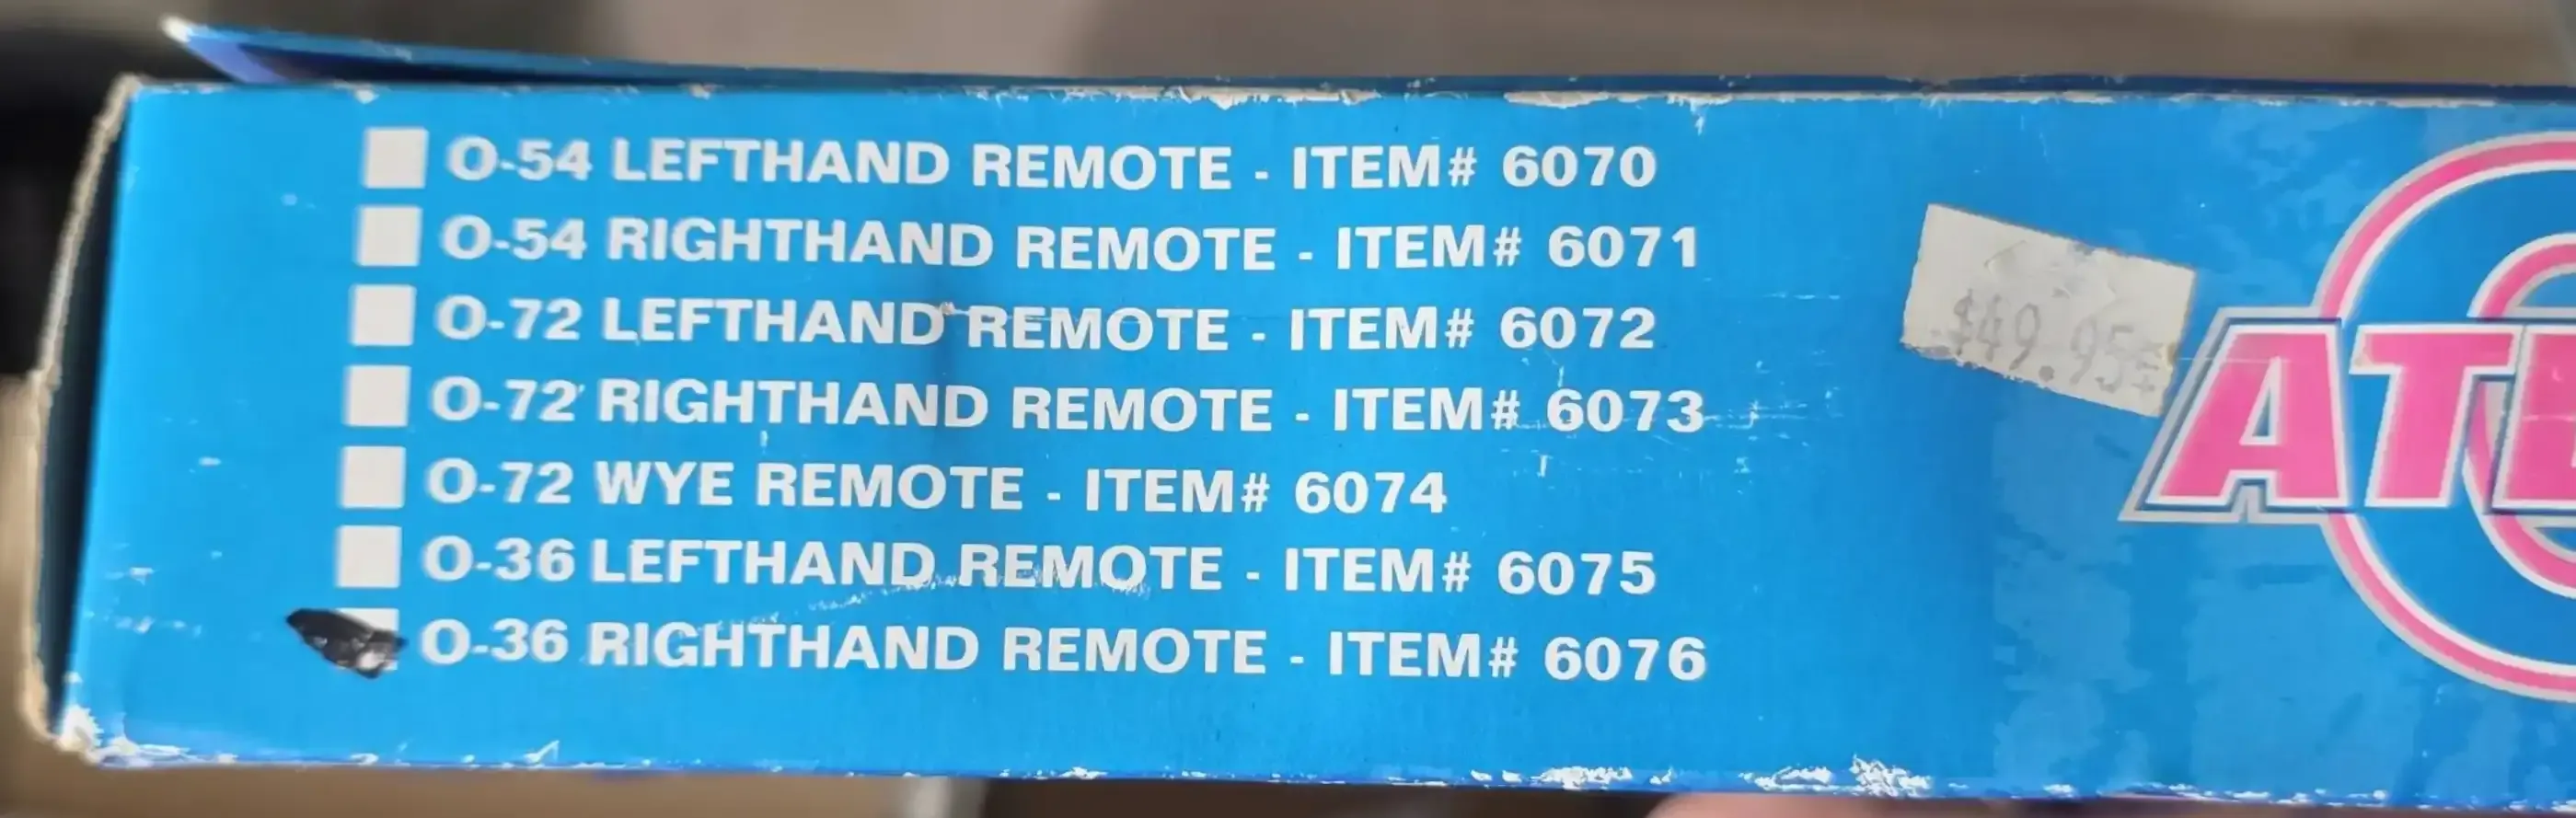 O-54 LEFTHAND REMOTE - ITEM# 6070
O-54 RIGHTHAND REMOTE - ITEM# 6071
O-72 LEFTHAND REMOTE - ITEM# 6072
O-72 RIGHTHAND REMOTE - ITEM# 6073
O-72 WYE REMOTE - ITEM# 6074
O-36 LEFTHAND REMOTE - ITEM# 6075
O-36 RIGHTHAND REMOTE - ITEM# 6076
$49.95